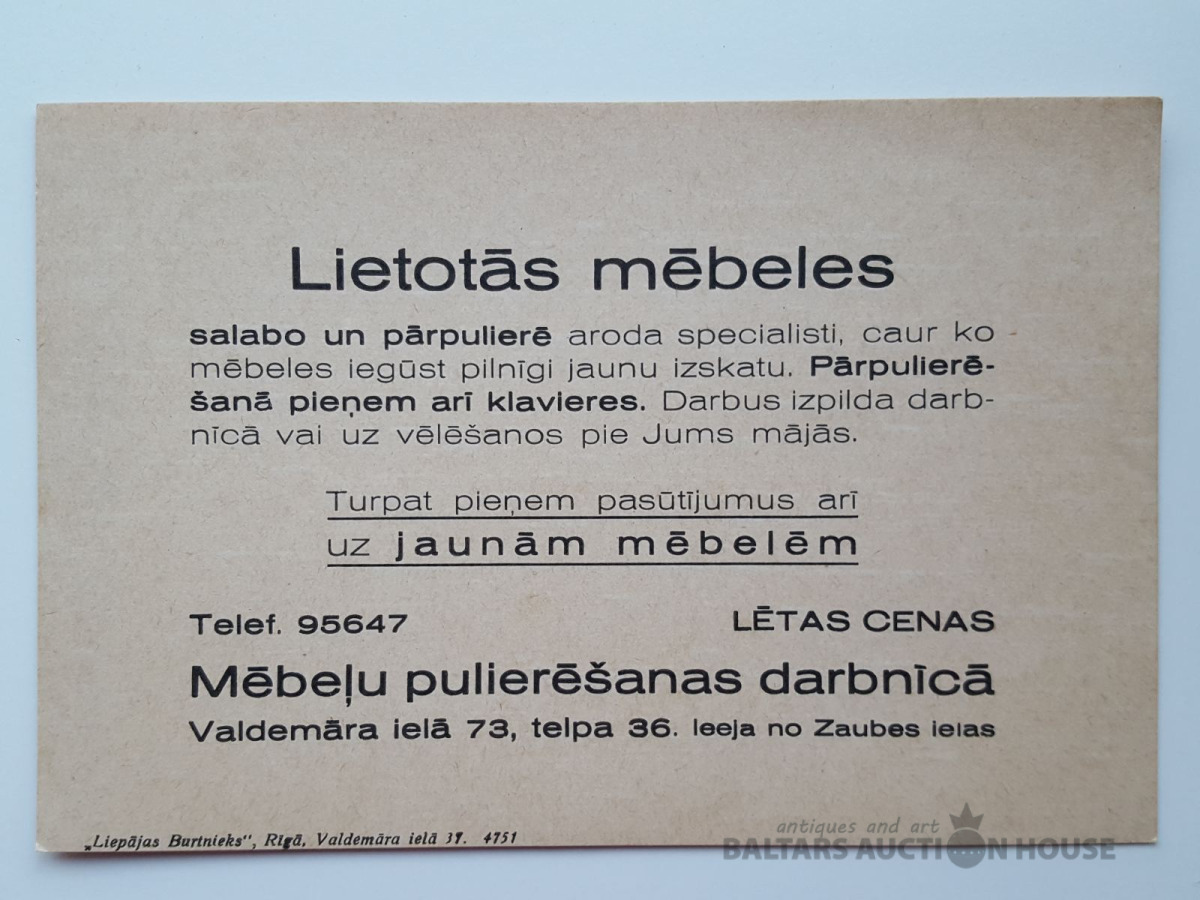 Lietotās mēbeles
salabo un pārpulierē aroda specialisti, caur ko
mēbeles iegūst pilnīgi jaunu izskatu. Pārpulierē-
šanā pieņem arī klavieres. Darbus izpilda darb-
nīcā vai uz vēlēšanos pie Jums mājās.
Turpat pieņem pasūtījumus arī
uz jaunām mēbelēm
Telef. 95647 LĒTAS CENAS
Mēbeļu pulierēšanas darbnīcā
Valdemāra ielā 73, telpa 36. Ieeja no Zaubes ielas
„Liepājas Burtnieks“, Rīgā, Valdemāra ielā 37. 4751
antiques and art
BALTARS AUCTION HOUSE